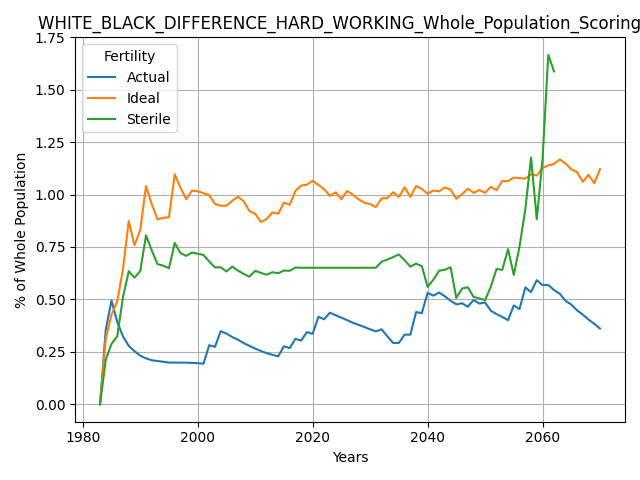 WHITE_BLACK_DIFFERENCE_HARD_WORKING_Whole_Population_Scoring
1.75
1.50
1.25
1.00
0.75
0.50
0.25
0.00
% of Whole Population
Fertility
Actual
Ideal
Sterile
1980
2000
2020
2040
2060
Years